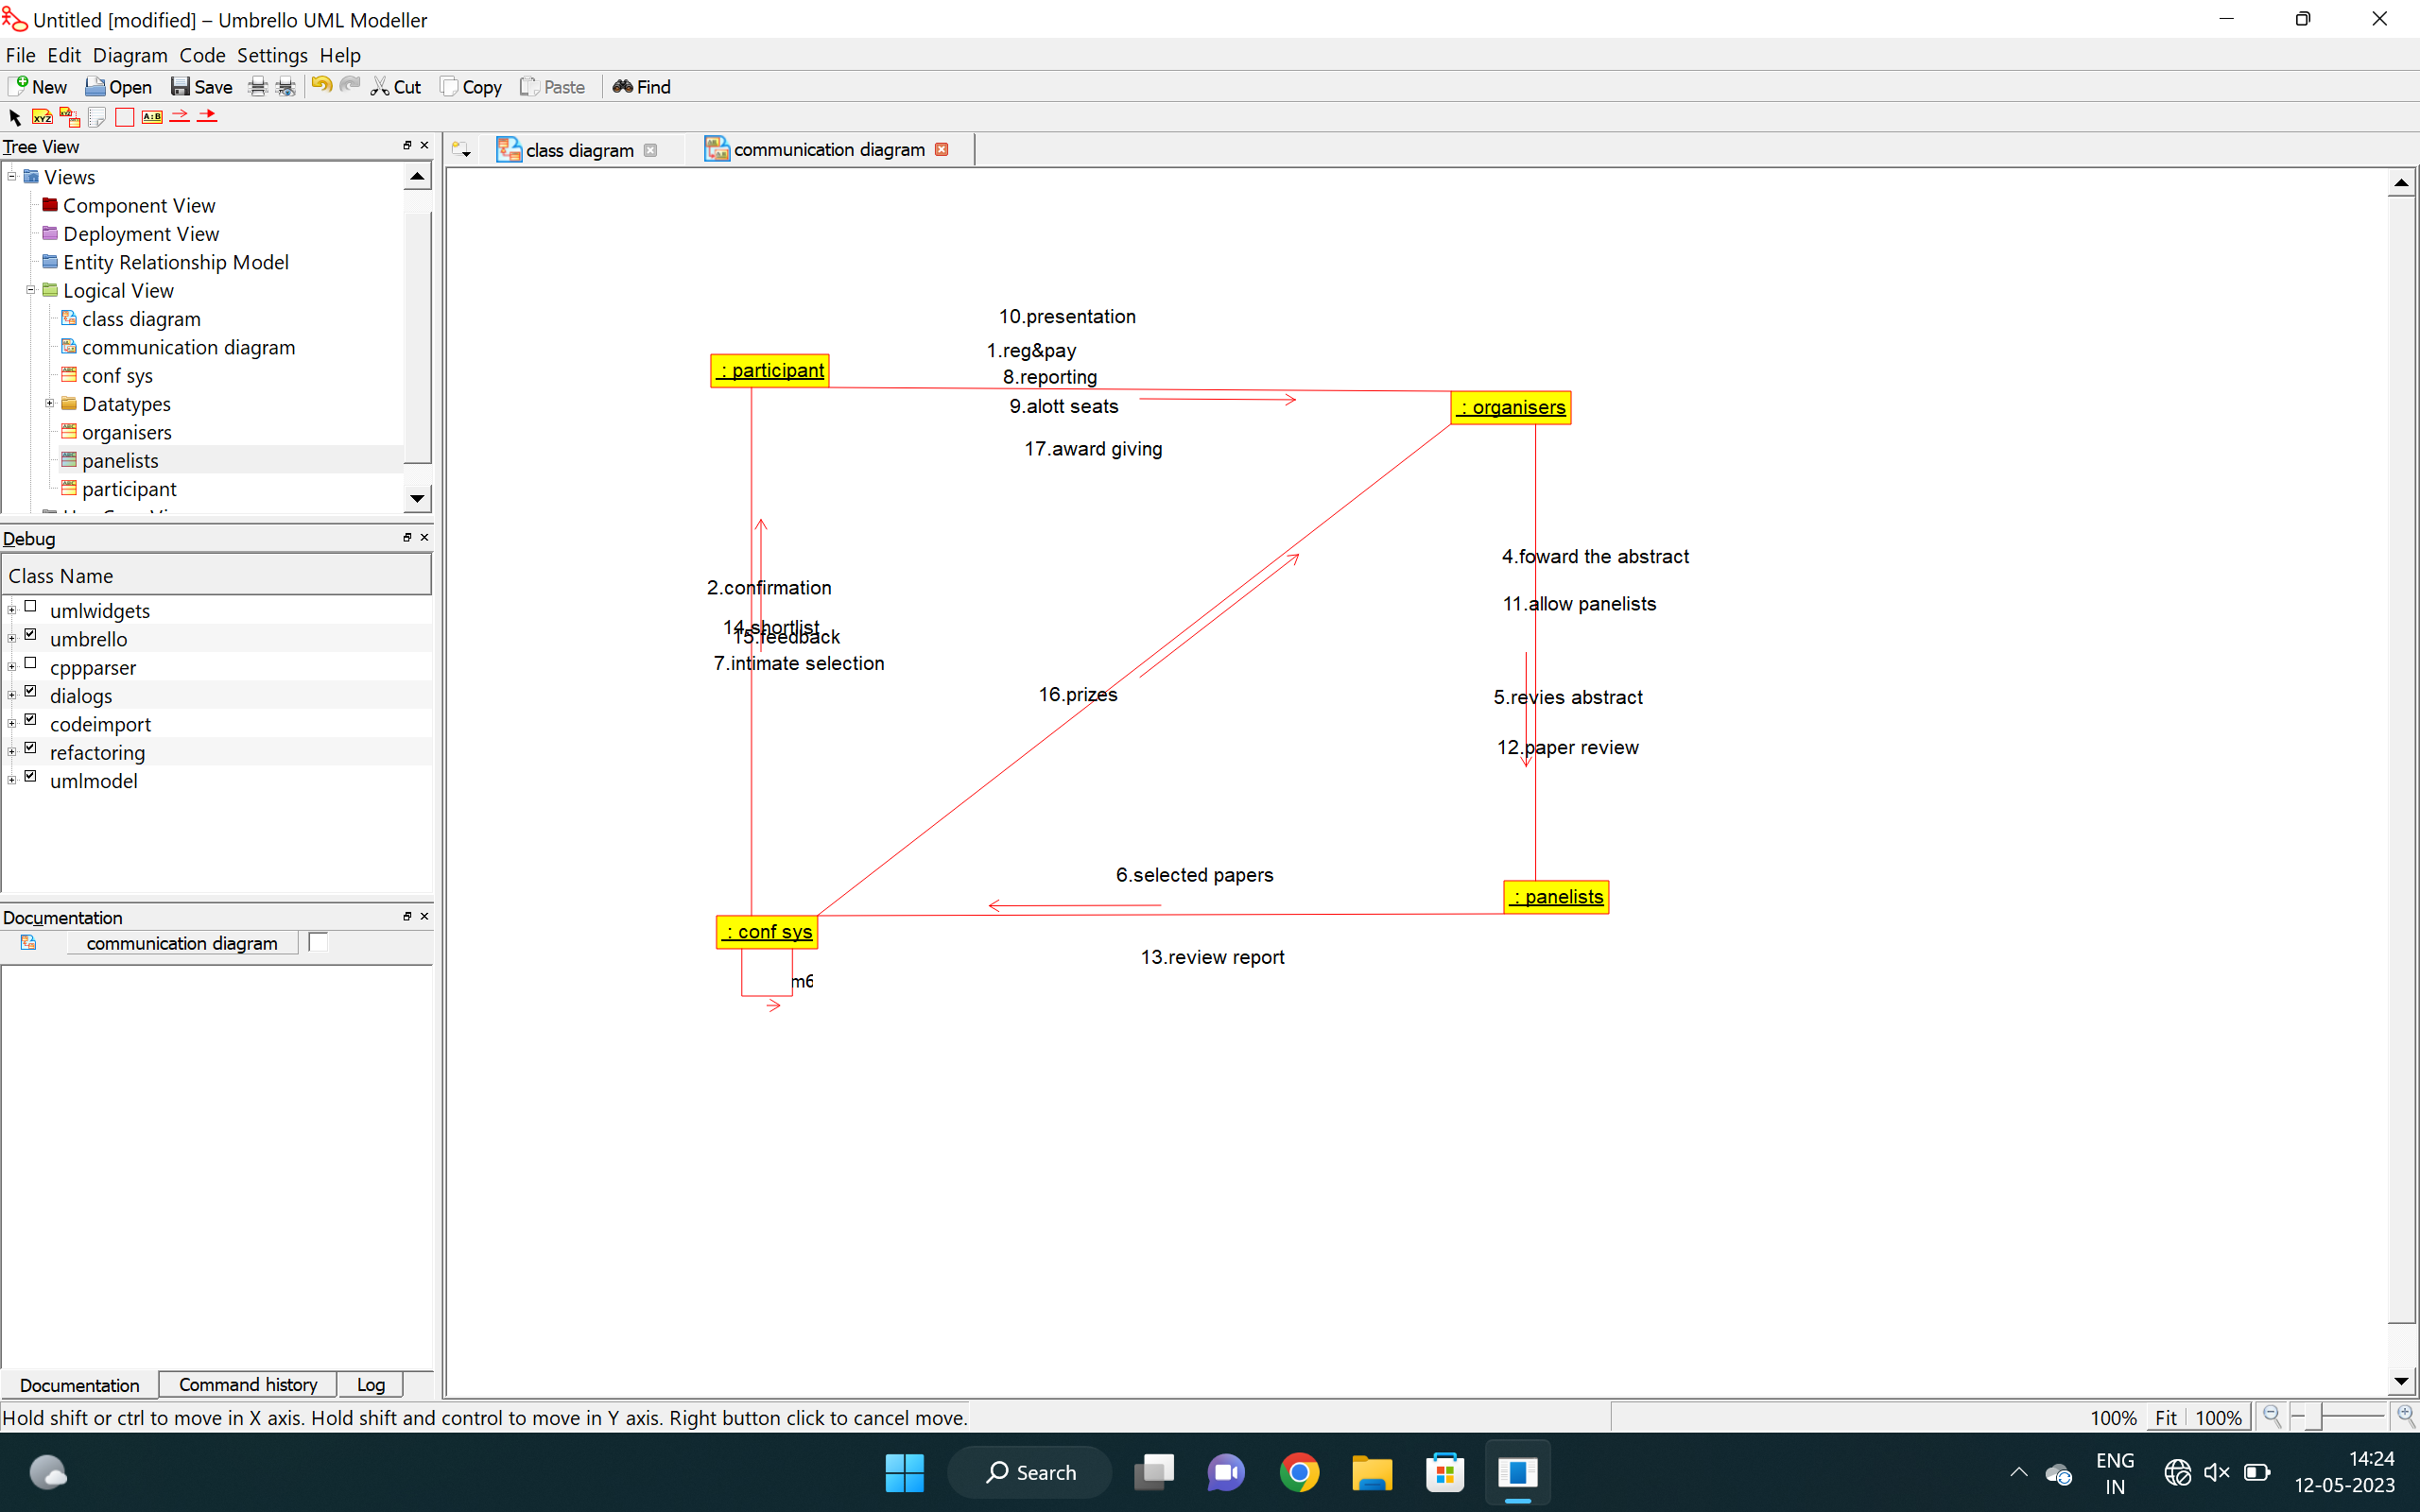 Untitled [modified] – Umbrello UML Modeller
File Edit Diagram Code Settings Help
New Open Save Cut Copy Paste Find
XYZ A:B
Tree View
class diagram communication diagram
Views
Component View
Deployment View
Entity Relationship Model
Logical View
class diagram
communication diagram
conf sys
Datatypes
organisers
panelists
participant
Debug
Class Name
umlwidgets
umbrello
cppparser
dialogs
codeimport
refactoring
umlmodel
Documentation
communication diagram
Documentation Command history Log
10.presentation
1.reg&pay
: participant
8.reporting
9.alott seats
: organisers
17.award giving
4.foward the abstract
2.confirmation
11.allow panelists
14.shortlist
15.feedback
7.intimate selection
16.prizes
5.revies abstract
12.paper review
6.selected papers
: panelists
: conf sys
13.review report
m6
Hold shift or ctrl to move in X axis. Hold shift and control to move in Y axis. Right button click to cancel move.
100% Fit 100%
Search
ENG
IN
14:24
12-05-2023